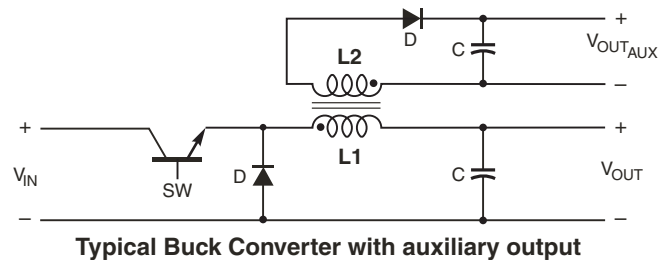 D
C
+
V_OUT_AUX
–
L2
+
L1
+
V_IN
SW
D
C
V_OUT
–
–
Typical Buck Converter with auxiliary output